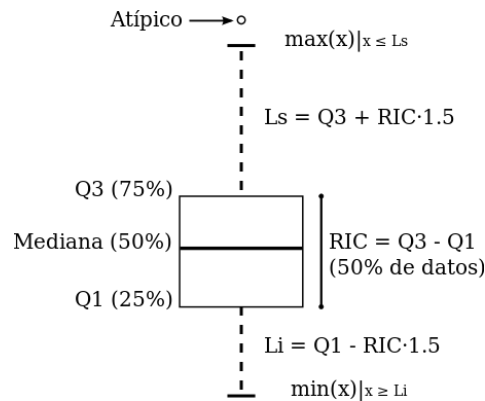 Atípico
max(x)|x ≤ Ls
Ls = Q3 + RIC·1.5
Q3 (75%)
Mediana (50%)
RIC = Q3 - Q1
(50% de datos)
Q1 (25%)
Li = Q1 - RIC·1.5
min(x)|x ≥ Li